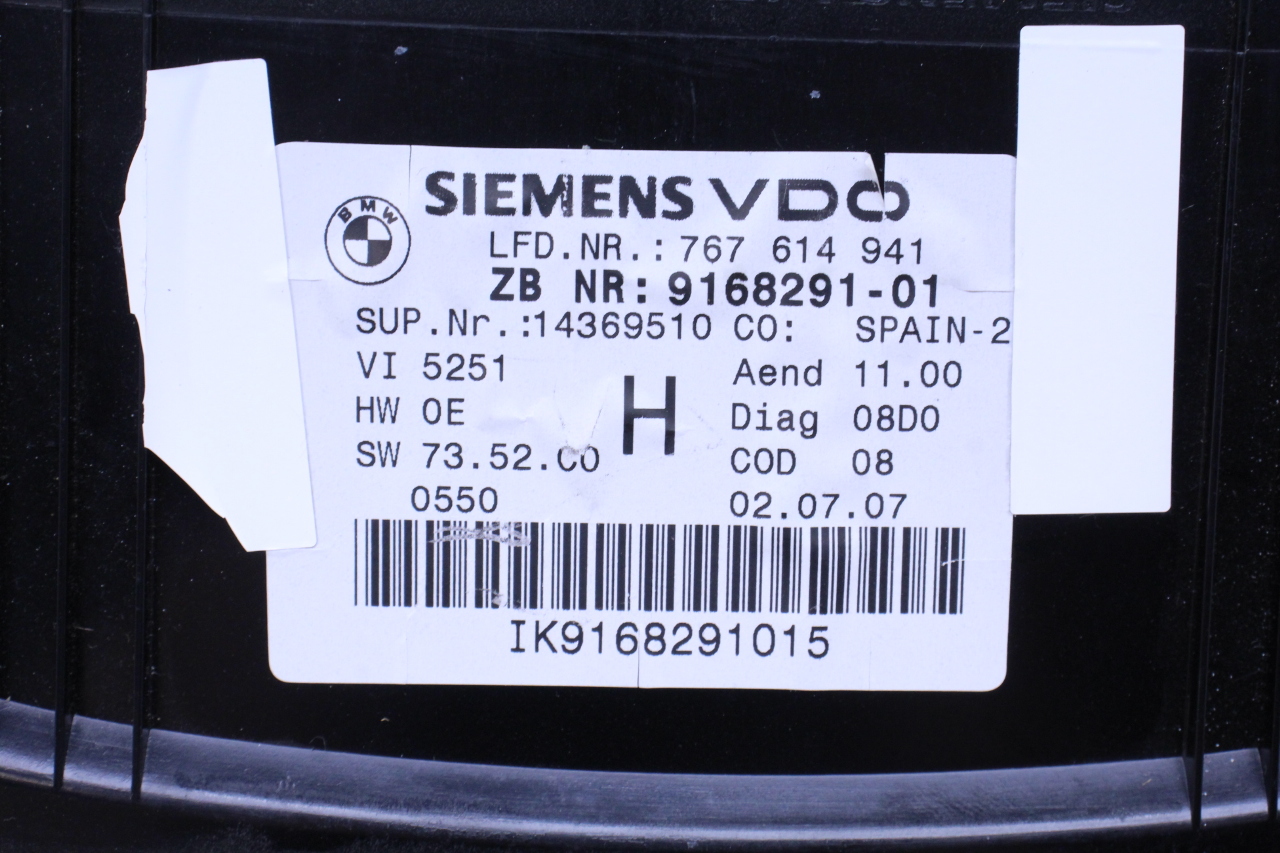 SIEMENS VDO
BMW
LFD.NR.: 767 614 941
ZB NR: 9168291-01
SUP.Nr.:14369510 CO: SPAIN-2
VI 5251 Aend 11.00
HW 0E H Diag 08D0
SW 73.52.C0 COD 08
0550 02.07.07
IK9168291015